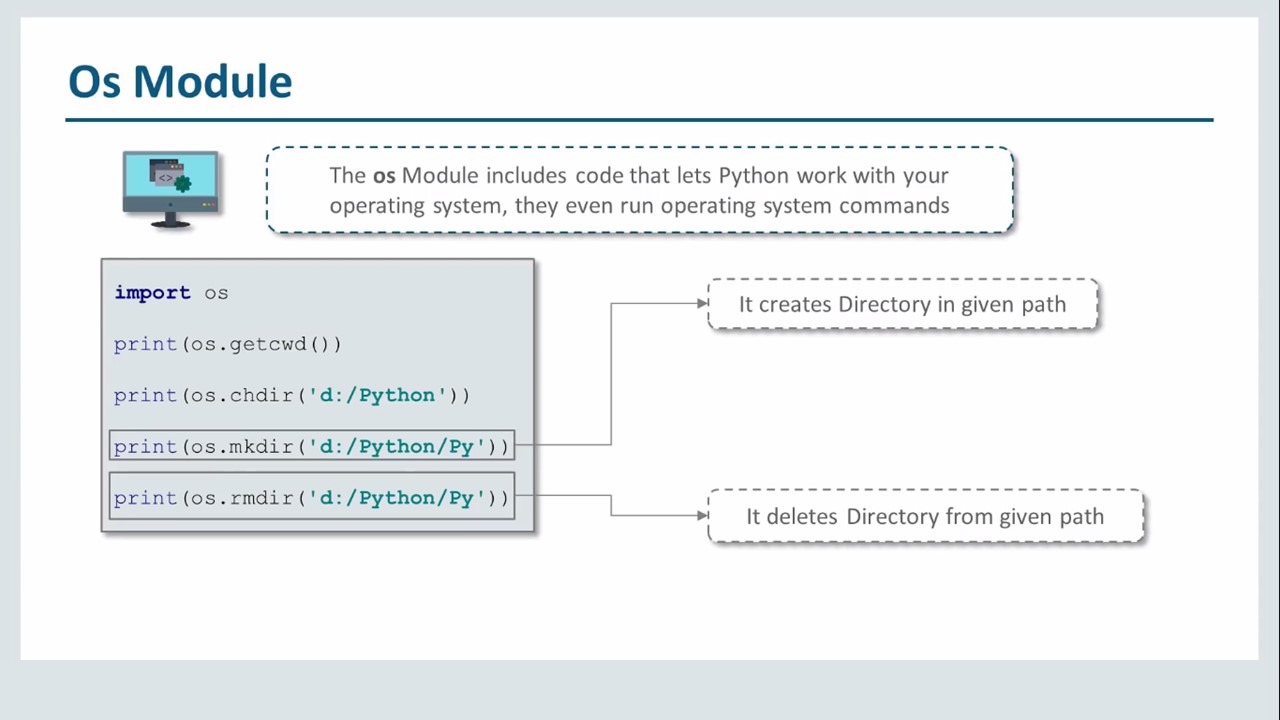 Os Module
The os Module includes code that lets Python work with your
operating system, they even run operating system commands
import os
print(os.getcwd())
print(os.chdir('d:/Python'))
print(os.mkdir('d:/Python/Py'))
print(os.rmdir('d:/Python/Py'))
It creates Directory in given path
It deletes Directory from given path